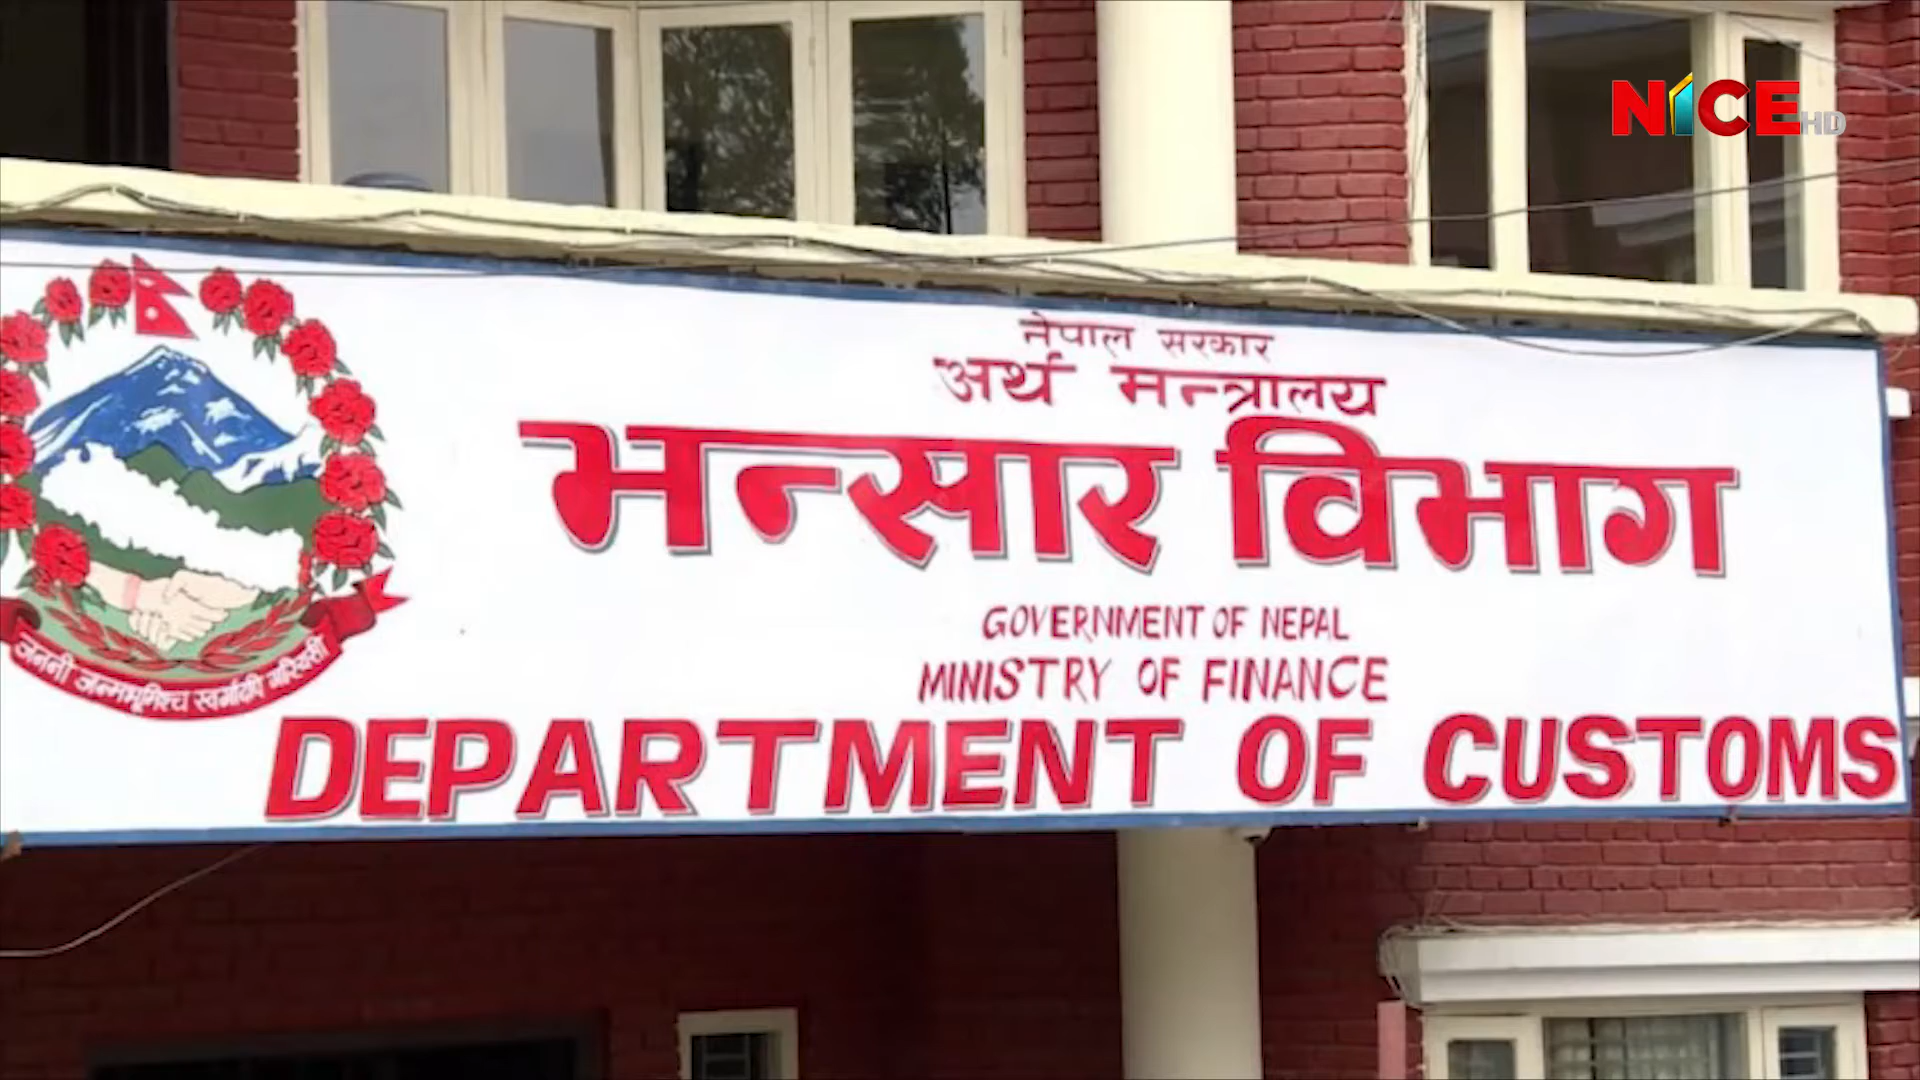 NICE HD
नेपाल सरकार
अर्थ मन्त्रालय
भन्सार विभाग
GOVERNMENT OF NEPAL
MINISTRY OF FINANCE
DEPARTMENT OF CUSTOMS
जननी जन्मभूमिश्च स्वर्गादपि गरियसी